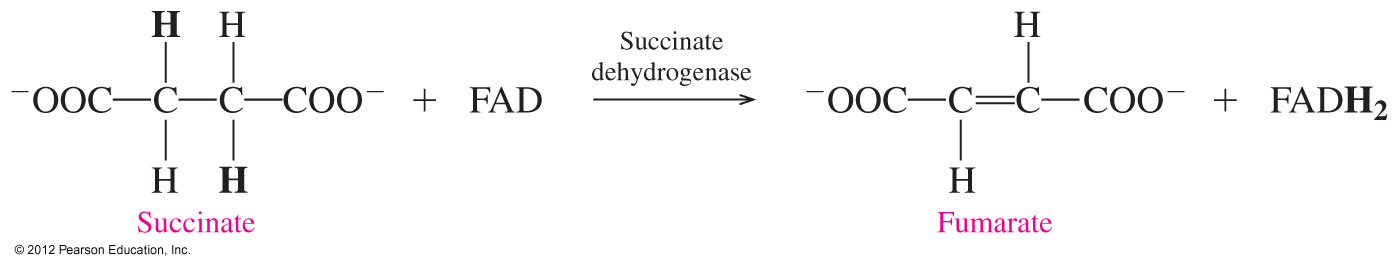 H H H
Succinate
dehydrogenase
⁻OOC—C—C—COO⁻ + FAD ⟶ ⁻OOC—C=C—COO⁻ + FADH₂
H H H
Succinate Fumarate
© 2012 Pearson Education, Inc.